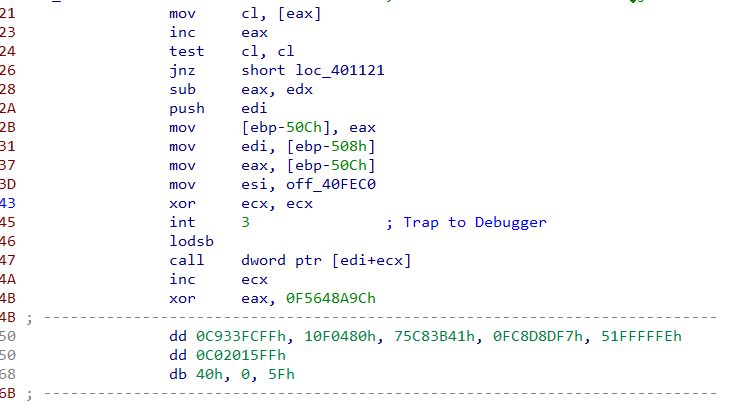 21 mov cl, [eax]
23 inc eax
24 test cl, cl
26 jnz short loc_401121
28 sub eax, edx
2A push edi
2B mov [ebp-50Ch], eax
31 mov edi, [ebp-508h]
37 mov eax, [ebp-50Ch]
3D mov esi, off_40FEC0
43 xor ecx, ecx
45 int 3 ; Trap to Debugger
46 lodsb
47 call dword ptr [edi+ecx]
4A inc ecx
4B xor eax, 0F5648A9Ch
4B ; ---------------------------------------------------------------------------
50 dd 0C933FCFFh, 10F0480h, 75C83B41h, 0FC8D8DF7h, 51FFFFFEh
50 dd 0C02015FFh
68 db 40h, 0, 5Fh
6B ; ---------------------------------------------------------------------------